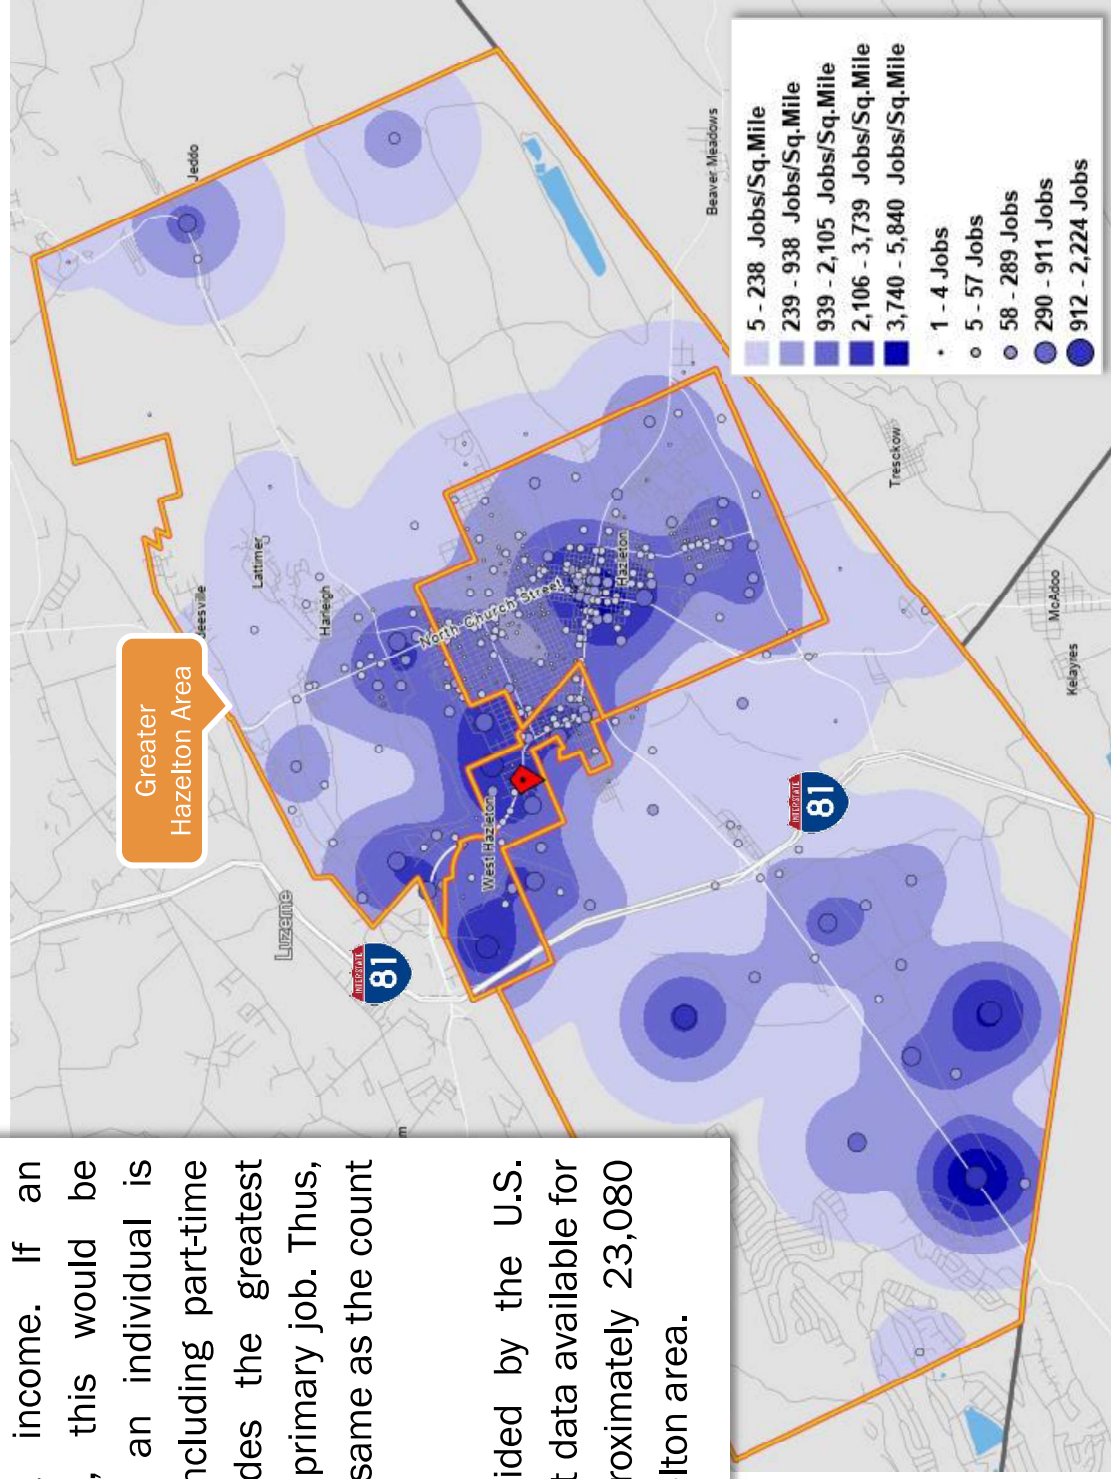 income. If an
, this would be
an individual is
ncluding part-time
des the greatest
primary job. Thus,
same as the count
ided by the U.S.
t data available for
roximately 23,080
lton area.
Greater
Hazelton Area
Luzerne
INTERSTATE
81
INTERSTATE
81
eesville
Lattimer
Harleigh
Jeddo
North Church Street
West Hazleton
Hazleton
Beaver Meadows
Tresckow
McAdoo
Kelayres
m
5 - 238 Jobs/Sq.Mile
239 - 938 Jobs/Sq.Mile
939 - 2,105 Jobs/Sq.Mile
2,106 - 3,739 Jobs/Sq.Mile
3,740 - 5,840 Jobs/Sq.Mile
1 - 4 Jobs
5 - 57 Jobs
58 - 289 Jobs
290 - 911 Jobs
912 - 2,224 Jobs